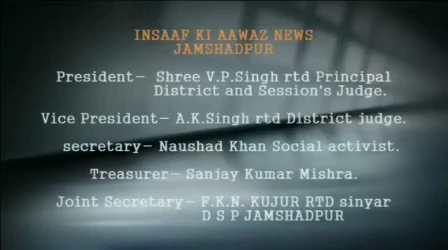 INSAAF KI AAWAZ NEWS
JAMSHADPUR
President- Shree V.P.Singh rtd Principal
District and Session's Judge.
Vice President- A.K.Singh rtd District judge.
secretary- Naushad Khan Social activist.
Treasurer- Sanjay Kumar Mishra.
Joint Secretary- F.K.N. KUJUR RTD sinyar
D S P JAMSHADPUR